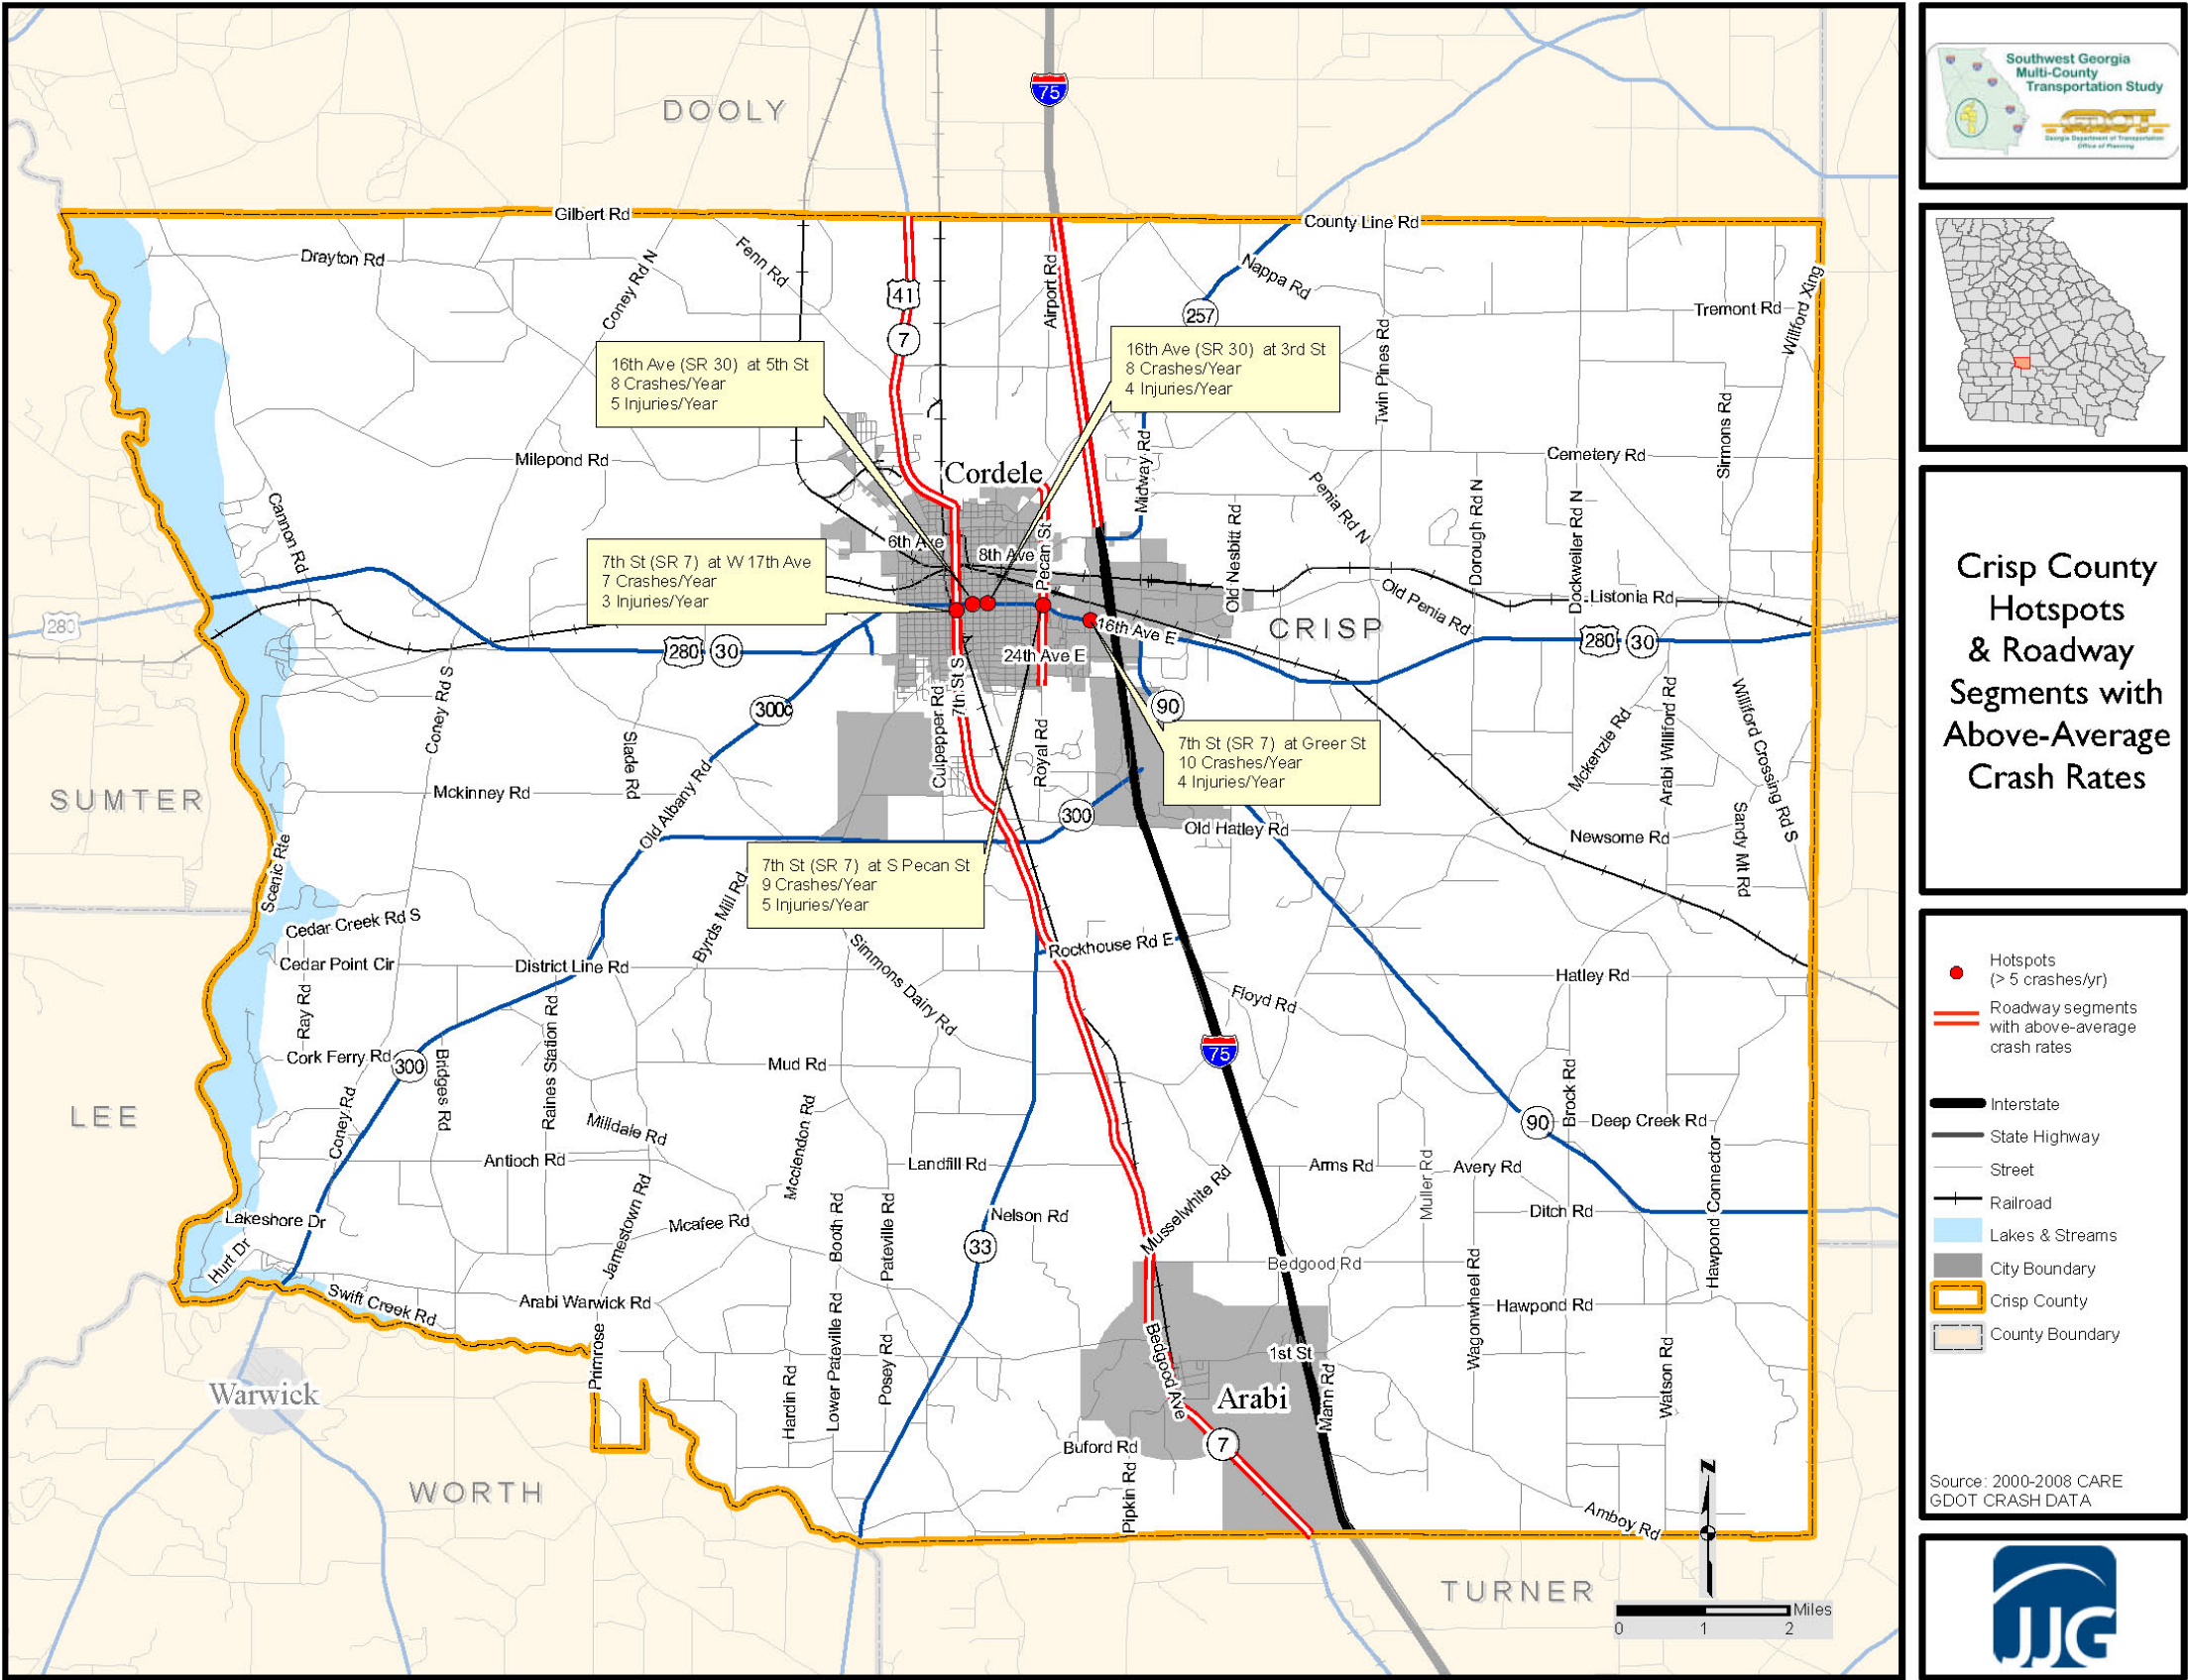 DOOLY
75
Gilbert Rd
County Line Rd
Drayton Rd
Coney Rd N
Fenn Rd
41
7
Airport Rd
Nappa Rd
257
Tremont Rd
Williford Xing
16th Ave (SR 30) at 5th St
8 Crashes/Year
5 Injuries/Year
16th Ave (SR 30) at 3rd St
8 Crashes/Year
4 Injuries/Year
Twin Pines Rd
Simmons Rd
Milepond Rd
Cordele
Midway Rd
Cemetery Rd
Cannon Rd
Penia Rd N
Dorough Rd N
Dockweiler Rd N
Old Nesbitt Rd
6th Ave
8th Ave
Pecan St
7th St (SR 7) at W 17th Ave
7 Crashes/Year
3 Injuries/Year
Old Penia Rd
Listonia Rd
280
16th Ave E
CRISP
280
30
24th Ave E
280
30
Coney Rd S
Slade Rd
300c
Culpepper Rd
7th St S
Royal Rd
90
7th St (SR 7) at Greer St
10 Crashes/Year
4 Injuries/Year
Mckenzie Rd
Arabi Williford Rd
Williford Crossing Rd S
SUMTER
Mckinney Rd
Old Albany Rd
300
Old Hatley Rd
Newsome Rd
Sandy Mt Rd
Scenic Rte
7th St (SR 7) at S Pecan St
9 Crashes/Year
5 Injuries/Year
Byrds Mill Rd
Cedar Creek Rd S
Simmons Dairy Rd
Rockhouse Rd E
Cedar Point Cir
District Line Rd
Hatley Rd
Ray Rd
Raines Station Rd
Floyd Rd
75
Cork Ferry Rd
300
Bridges Rd
Mud Rd
Brock Rd
LEE
Coney Rd
Milldale Rd
Mcclendon Rd
90
Deep Creek Rd
Antioch Rd
Landfill Rd
Arms Rd
Muller Rd
Avery Rd
Hawpond Connector
Lakeshore Dr
Jamestown Rd
Mcafee Rd
Booth Rd
Pateville Rd
Nelson Rd
33
Musselwhite Rd
Ditch Rd
Hurt Dr
Bedgood Rd
Wagonwheel Rd
Swift Creek Rd
Arabi Warwick Rd
Hawpond Rd
Primrose
Lower Pateville Rd
Posey Rd
Hardin Rd
Bedgood Ave
1st St
Mann Rd
Watson Rd
Warwick
Arabi
7
Buford Rd
Pipkin Rd
WORTH
Amboy Rd
N
TURNER
Miles
0 1 2
Southwest Georgia
Multi-County
Transportation Study
GDOT
Georgia Department of Transportation
Office of Planning
Crisp County
Hotspots
& Roadway
Segments with
Above-Average
Crash Rates
Hotspots
(> 5 crashes/yr)
Roadway segments
with above-average
crash rates
Interstate
State Highway
Street
Railroad
Lakes & Streams
City Boundary
Crisp County
County Boundary
Source: 2000-2008 CARE
GDOT CRASH DATA
JJG